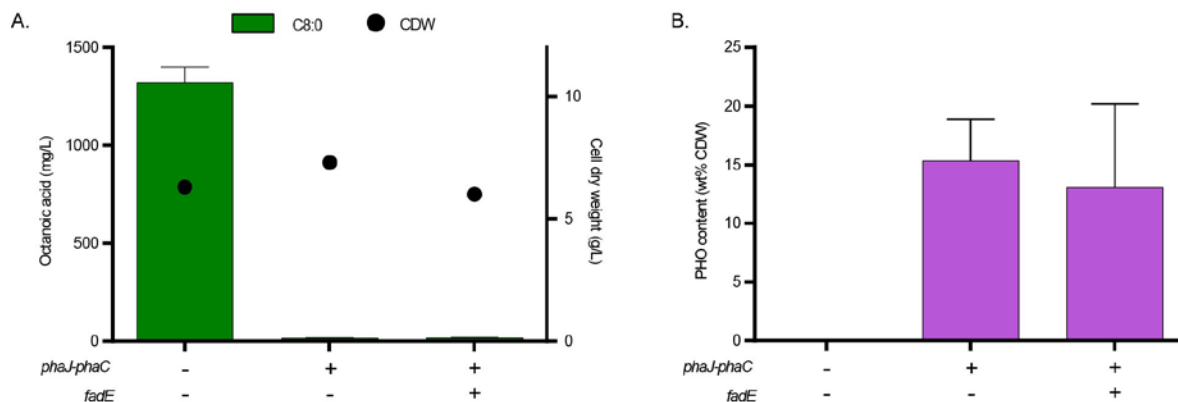 A.
C8:0
CDW
1500
1000
500
0
Octanoic acid (mg/L)
10
5
0
Cell dry weight (g/L)
phaJ-phaC - + +
fadE - - +
B.
25
20
15
10
5
0
PHO content (wt% CDW)
phaJ-phaC - + +
fadE - - +